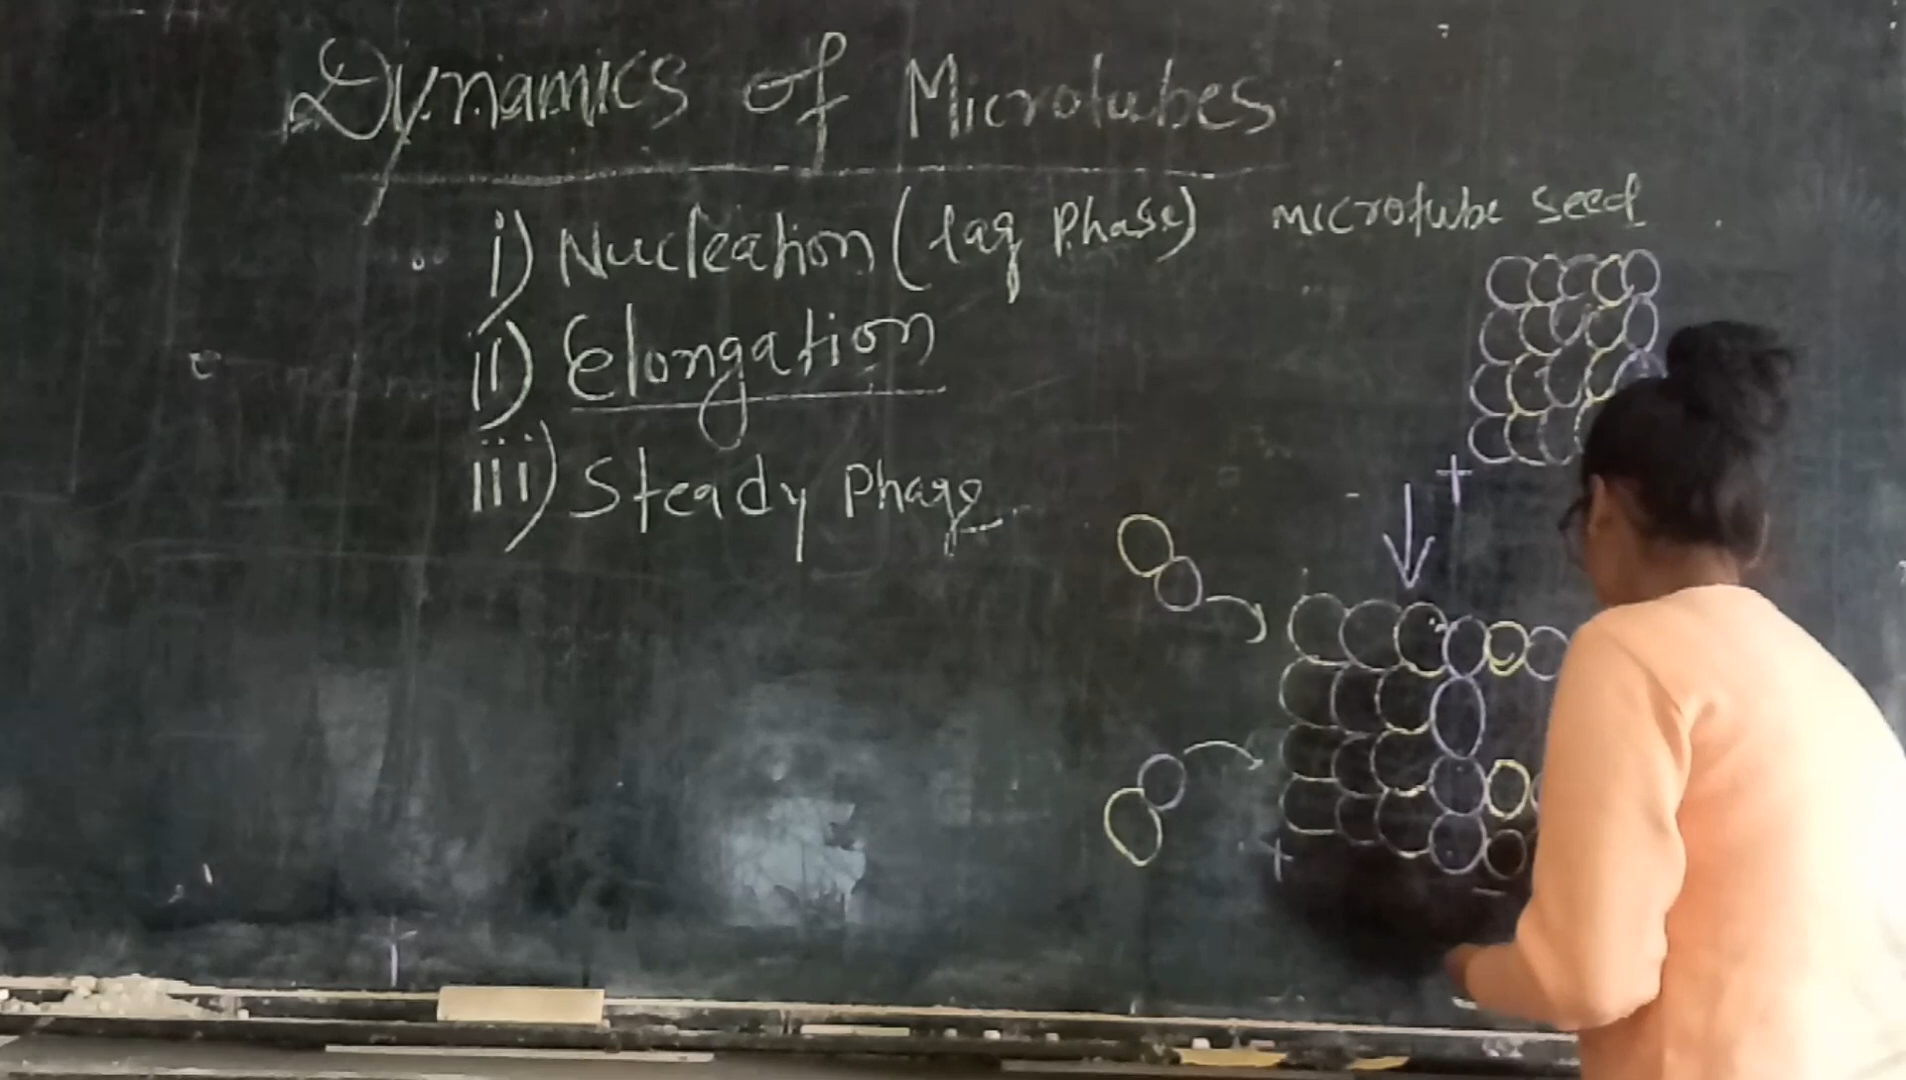 Dynamics of Microtubes
i) Nucleation (lag Phase) microtube seed
ii) Elongation
iii) Steady Phase
+
-
+
-